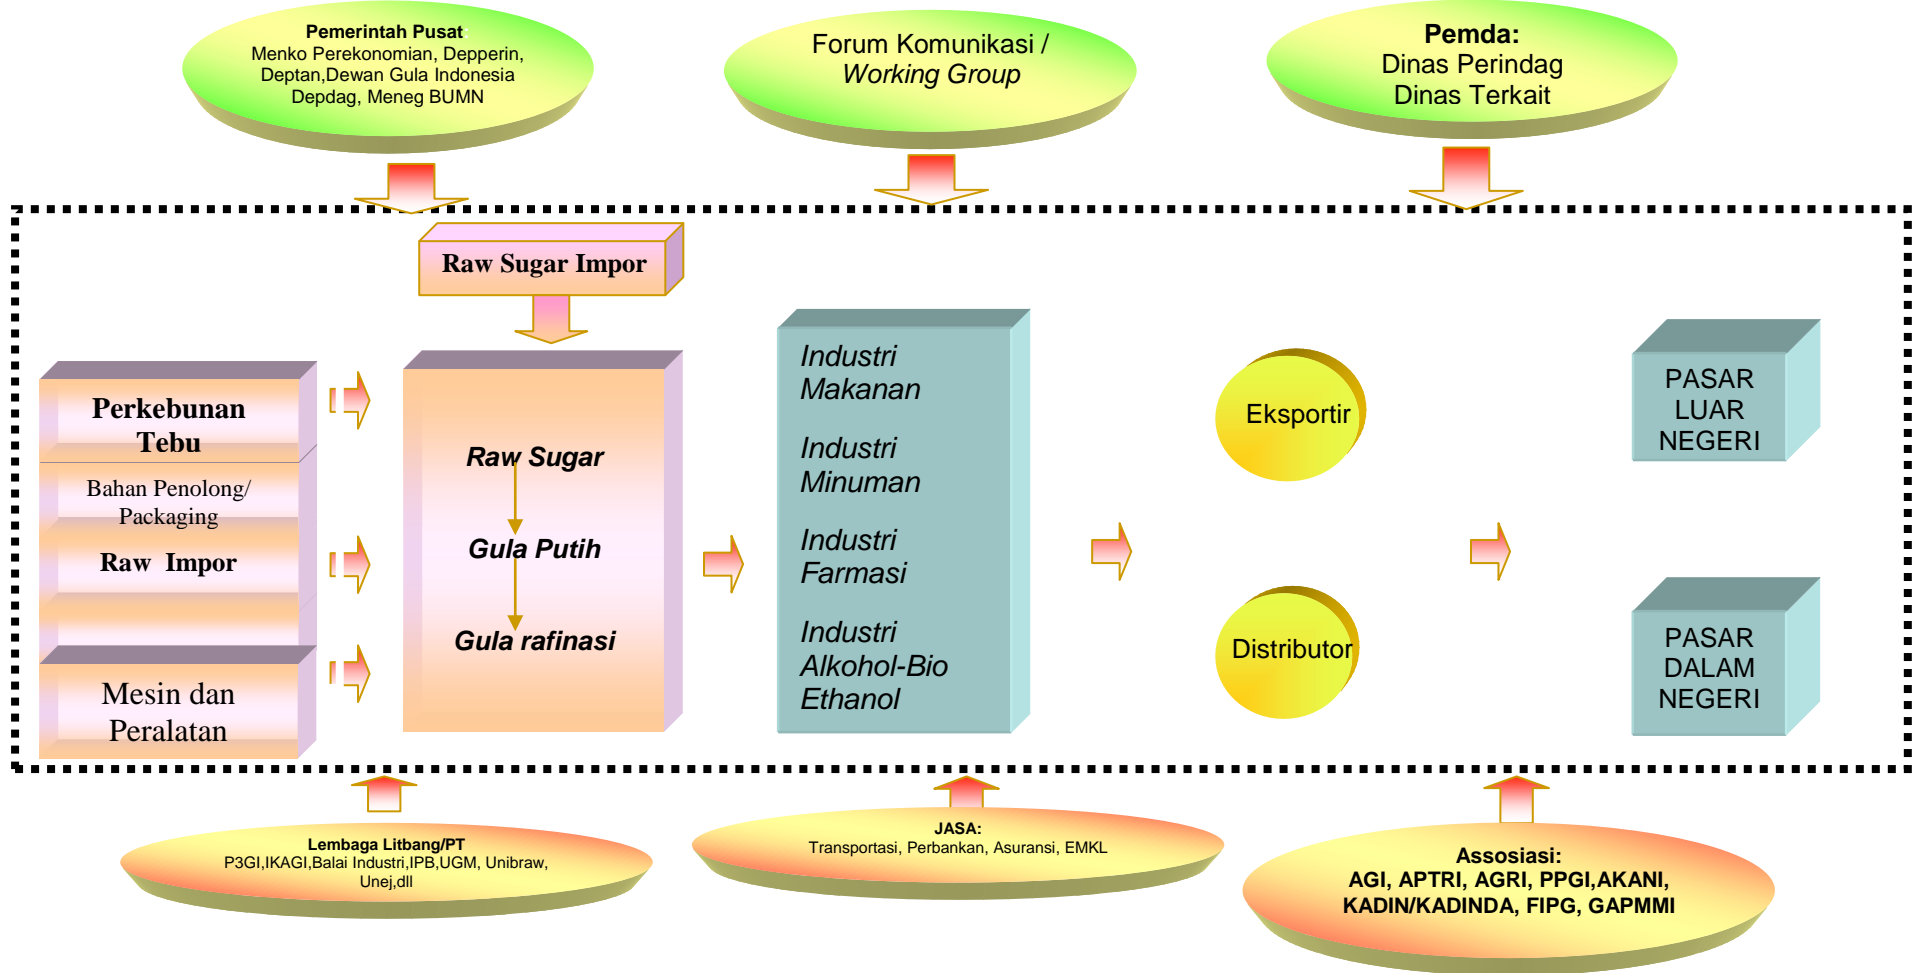 Pemerintah Pusat
Menko Perekonomian, Depperin,
Deptan,Dewan Gula Indonesia
Depdag, Meneg BUMN
Forum Komunikasi /
Working Group
Pemda:
Dinas Perindag
Dinas Terkait
Raw Sugar Impor
Perkebunan
Tebu
Bahan Penolong/
Packaging
Raw Impor
Mesin dan
Peralatan
Raw Sugar
Gula Putih
Gula rafinasi
Industri
Makanan
Industri
Minuman
Industri
Farmasi
Industri
Alkohol-Bio
Ethanol
Eksportir
Distributor
PASAR
LUAR
NEGERI
PASAR
DALAM
NEGERI
Lembaga Litbang/PT
P3GI,IKAGI,Balai Industri,IPB,UGM, Unibraw,
Unej,dll
JASA:
Transportasi, Perbankan, Asuransi, EMKL
Assosiasi:
AGI, APTRI, AGRI, PPGI,AKANI,
KADIN/KADINDA, FIPG, GAPMMI